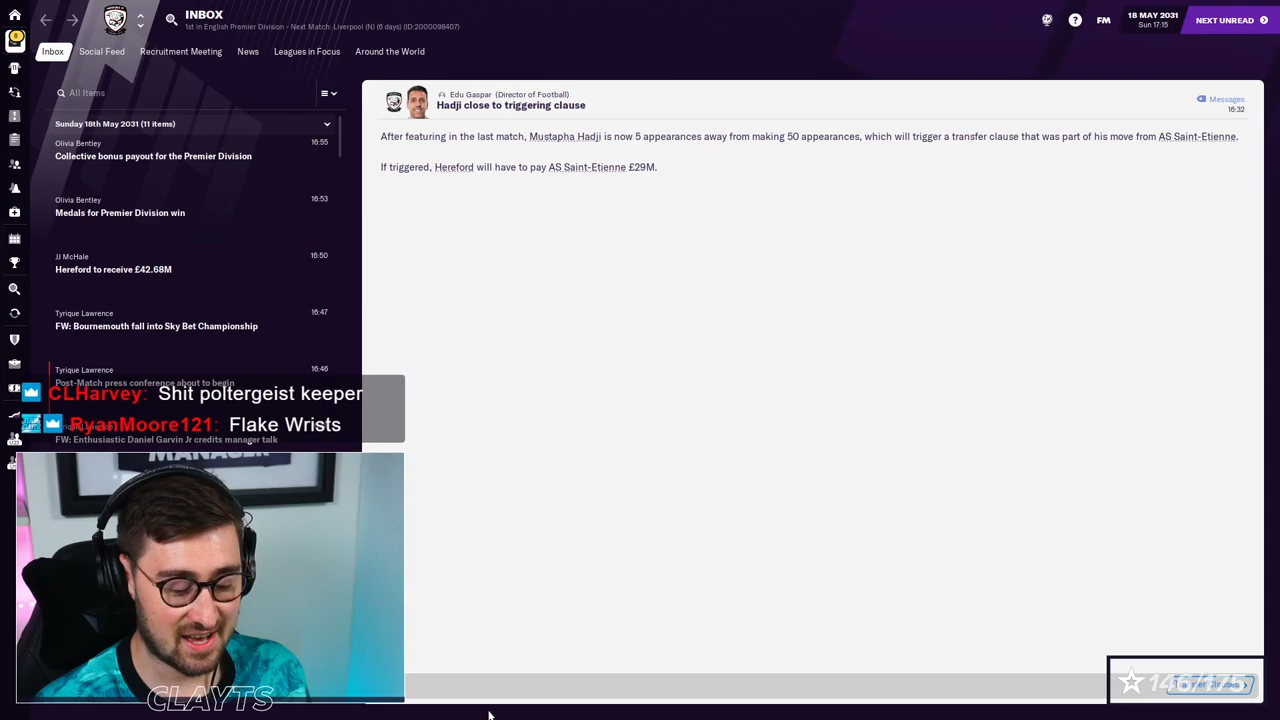 INBOX
1st in English Premier Division - Next Match: Liverpool (N) (6 days) (ID:2000098407)
FM
18 MAY 2031
Sun 17:15
NEXT UNREAD
8
Inbox
Social Feed
Recruitment Meeting
News
Leagues in Focus
Around the World
All Items
Sunday 18th May 2031 (11 items)
Olivia Bentley
16:55
Collective bonus payout for the Premier Division
Olivia Bentley
16:53
Medals for Premier Division win
JJ McHale
16:50
Hereford to receive £42.68M
Tyrique Lawrence
16:47
FW: Bournemouth fall into Sky Bet Championship
Tyrique Lawrence
16:46
Post-Match press conference about to begin
FW: Enthusiastic Daniel Garvin Jr credits manager talk
CLHarvey: Shit poltergeist keeper
RyanMoore121: Flake Wrists
Edu Gaspar (Director of Football)
Hadji close to triggering clause
Messages
16:32
After featuring in the last match, Mustapha Hadji is now 5 appearances away from making 50 appearances, which will trigger a transfer clause that was part of his move from AS Saint-Etienne.
If triggered, Hereford will have to pay AS Saint-Etienne £29M.
MANAGER
CLAYTS
146/175
Transfer Clauses